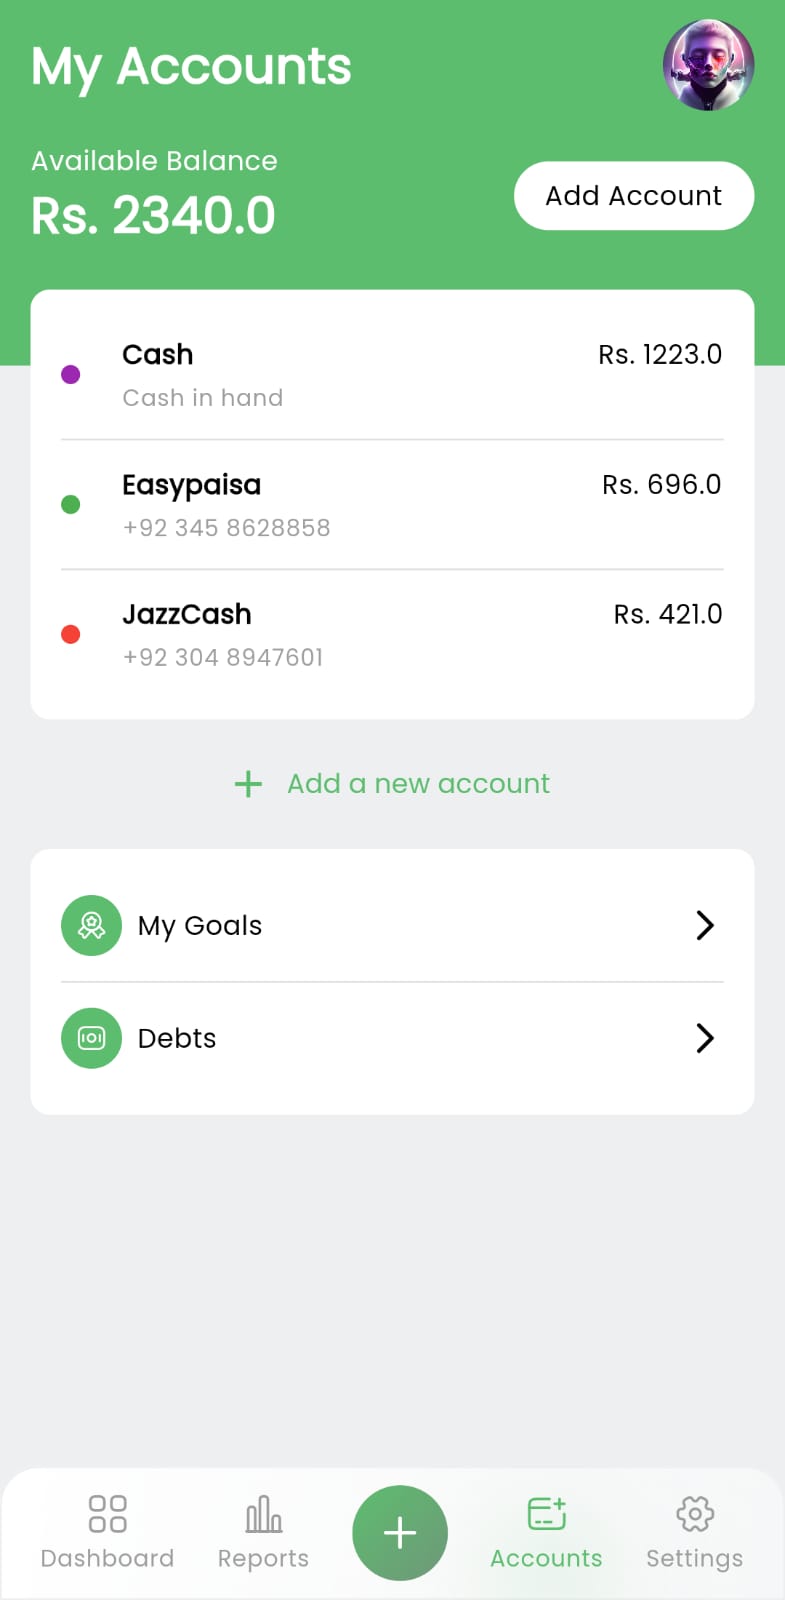 My Accounts
Available Balance
Rs. 2340.0
Add Account
Cash
Rs. 1223.0
Cash in hand
Easypaisa
Rs. 696.0
+92 345 8628858
JazzCash
Rs. 421.0
+92 304 8947601
Add a new account
My Goals
Debts
Dashboard
Reports
Accounts
Settings